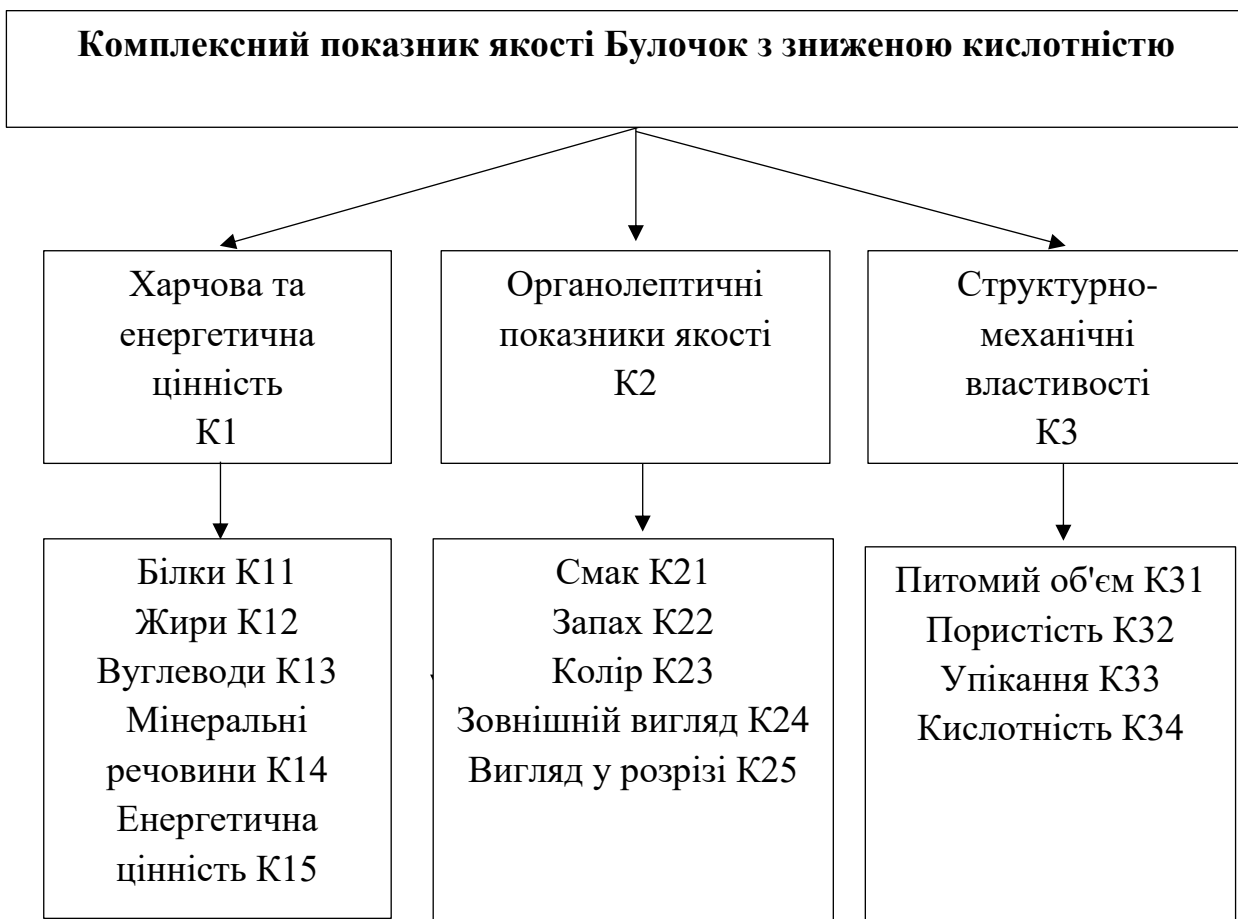 Комплексний показник якості Булочок з зниженою кислотністю
Харчова та
енергетична
цінність
К1
Органолептичні
показники якості
К2
Структурно-
механічні
властивості
К3
Білки К11
Жири К12
Вуглеводи К13
Мінеральні
речовини К14
Енергетична
цінність К15
Смак К21
Запах К22
Колір К23
Зовнішній вигляд К24
Вигляд у розрізі К25
Питомий об'єм К31
Пористість К32
Упікання К33
Кислотність К34